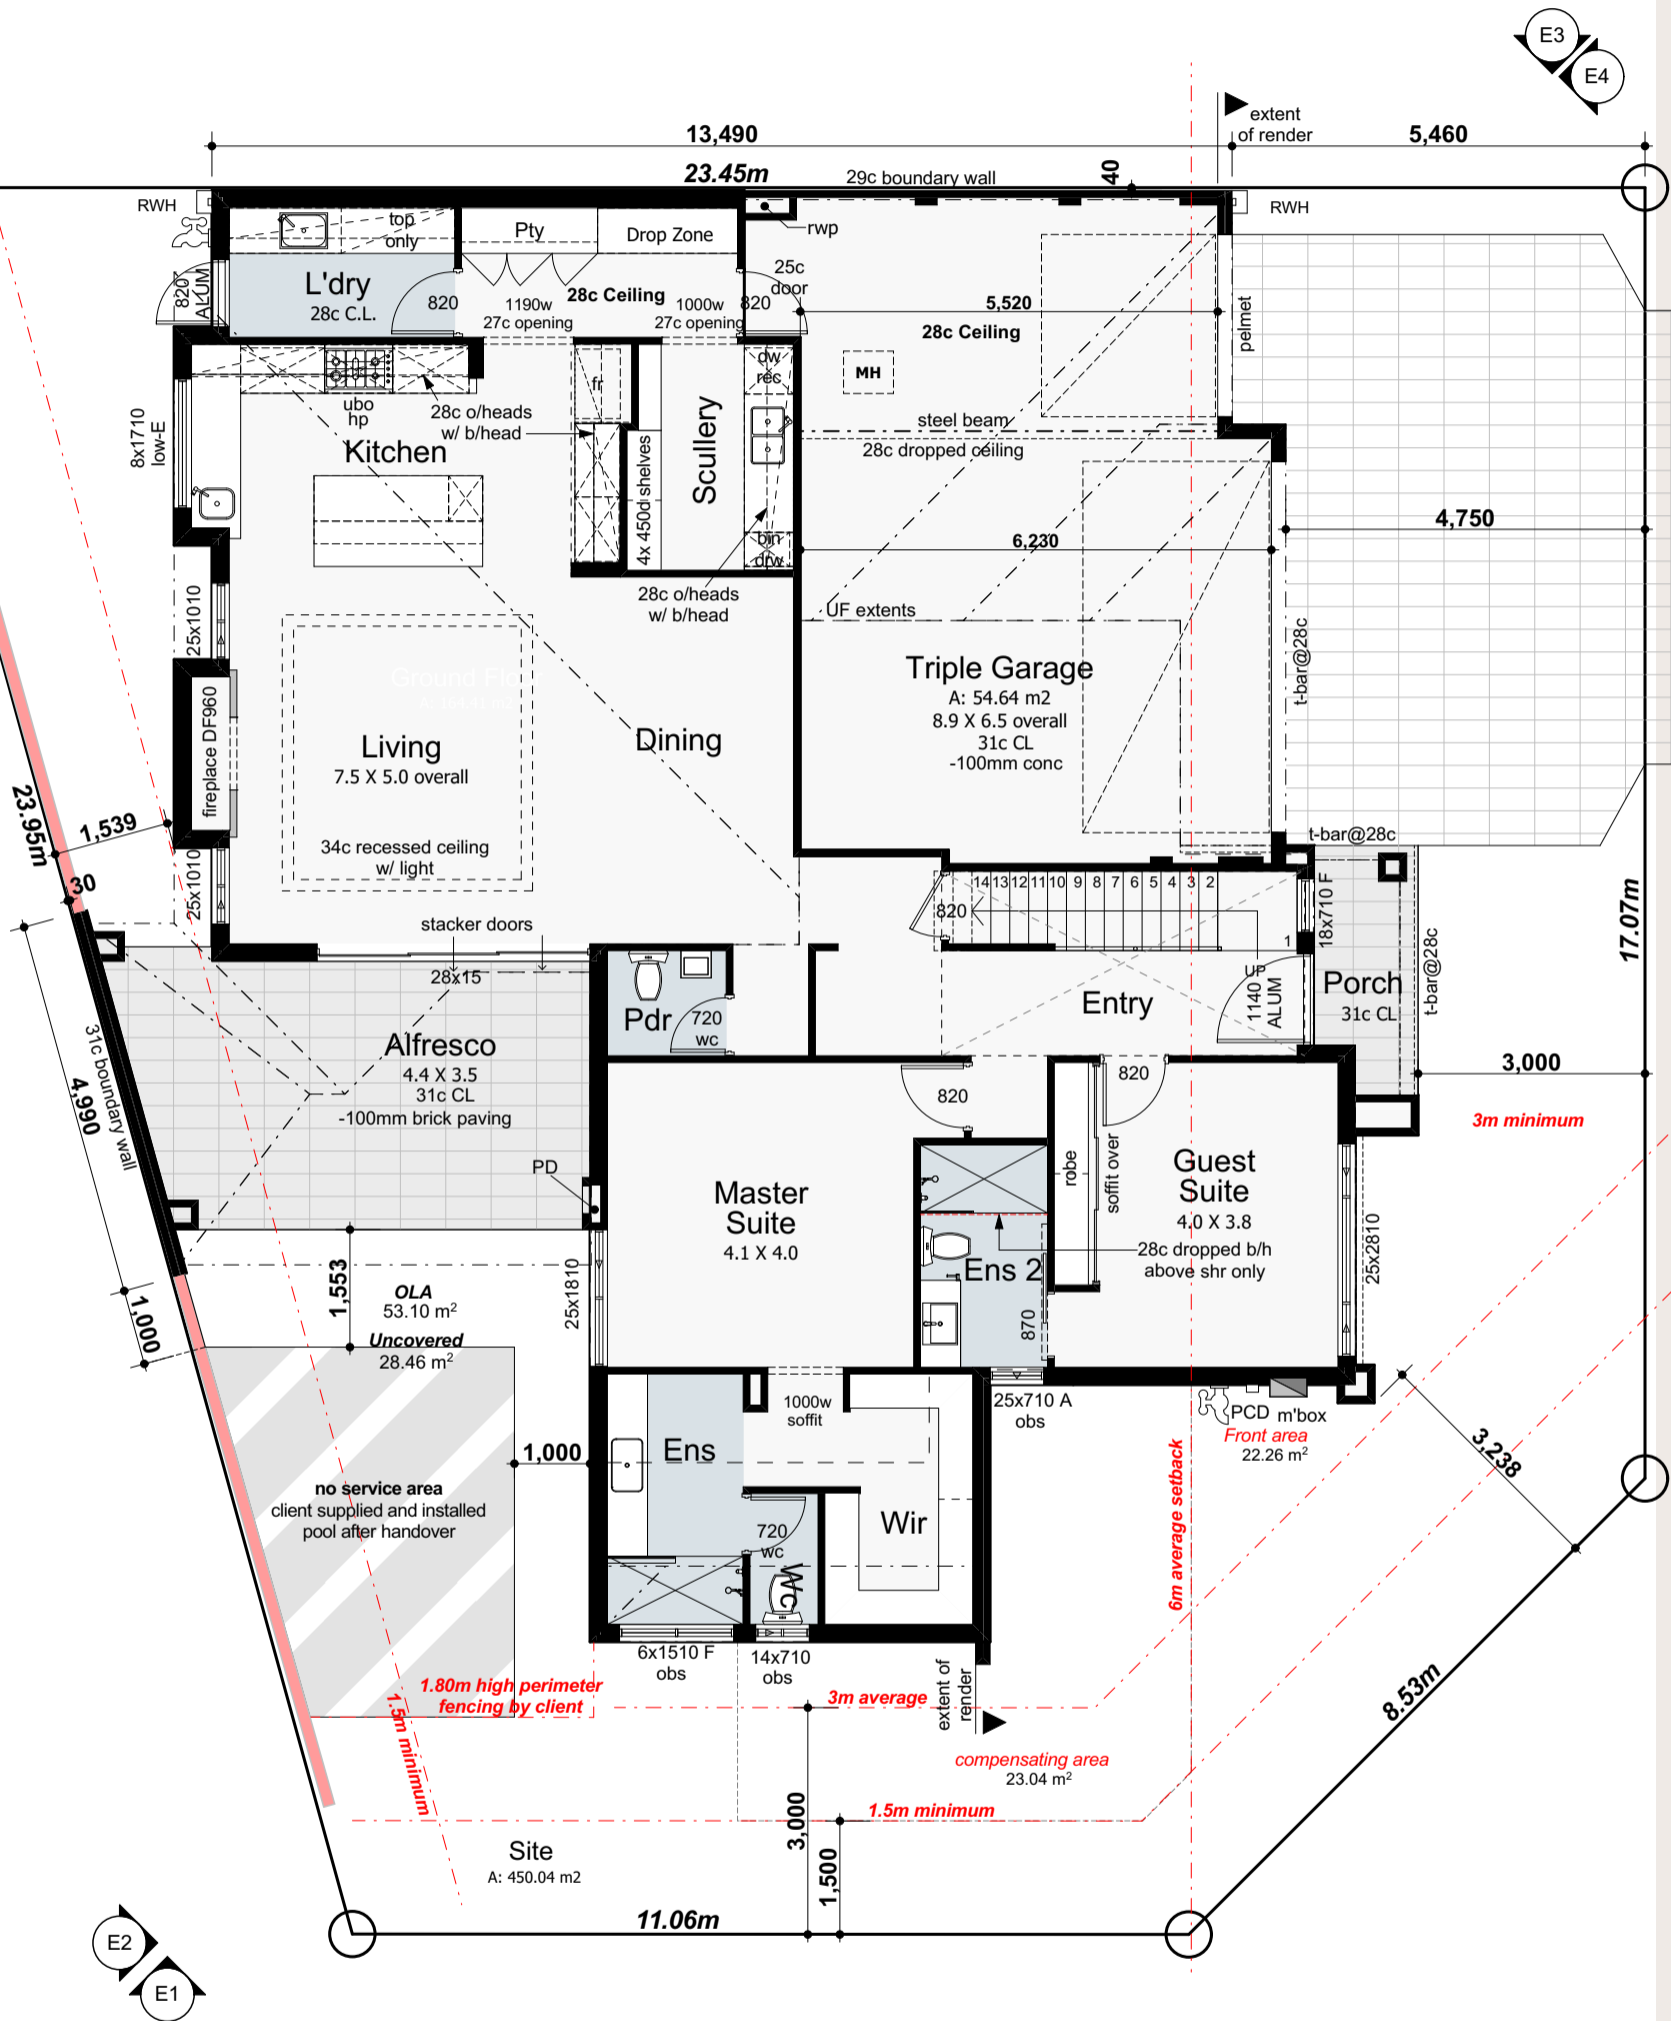 E3
E4
extent
of render
13,490
5,460
23.45m
29c boundary wall
40
RWH
RWH
top
only
Pty
Drop Zone
rwp
L'dry
28c C.L.
820
ALUM
820
1190w
27c opening
28c Ceiling
1000w
27c opening
820
25c
door
5,520
28c Ceiling
pelmet
MH
dw
rec
fr
ubo
hp
28c o/heads
w/ b/head
8x1710
low-E
Kitchen
Scullery
4x 450di shelves
steel beam
28c dropped ceiling
bin
drw
6,230
4,750
28c o/heads
w/ b/head
UF extents
25x1010
t-bar@28c
Ground Floor
Triple Garage
A: 54.64 m2
8.9 X 6.5 overall
31c CL
-100mm conc
fireplace DF960
Living
7.5 X 5.0 overall
Dining
23.95m
1,539
34c recessed ceiling
w/ light
30
25x1010
t-bar@28c
14 13 12 11 10 9 8 7 6 5 4 3 2
820
18x710 F
17.07m
stacker doors
28x15
1
UP
1140
ALUM
t-bar@28c
Pdr
720
wc
Entry
Porch
31c CL
31c boundary wall
4,990
Alfresco
4.4 X 3.5
31c CL
-100mm brick paving
3,000
820
820
3m minimum
PD
robe
soffit over
Master
Suite
4.1 X 4.0
Guest
Suite
4.0 X 3.8
28c dropped b/h
above shr only
Ens 2
870
25x1810
25x2810
1,553
1,000
OLA
53.10 m²
Uncovered
28.46 m²
1000w
soffit
25x710 A
obs
PCD
m'box
Front area
22.26 m²
3,238
1,000
Ens
6m average setback
no service area
client supplied and installed
pool after handover
Wir
720
wc
Wc
6x1510 F
obs
14x710
obs
extent of
render
1.80m high perimeter
fencing by client
1.5m minimum
3m average
8.53m
compensating area
23.04 m²
1.5m minimum
3,000
1,500
Site
A: 450.04 m2
11.06m
E2
E1